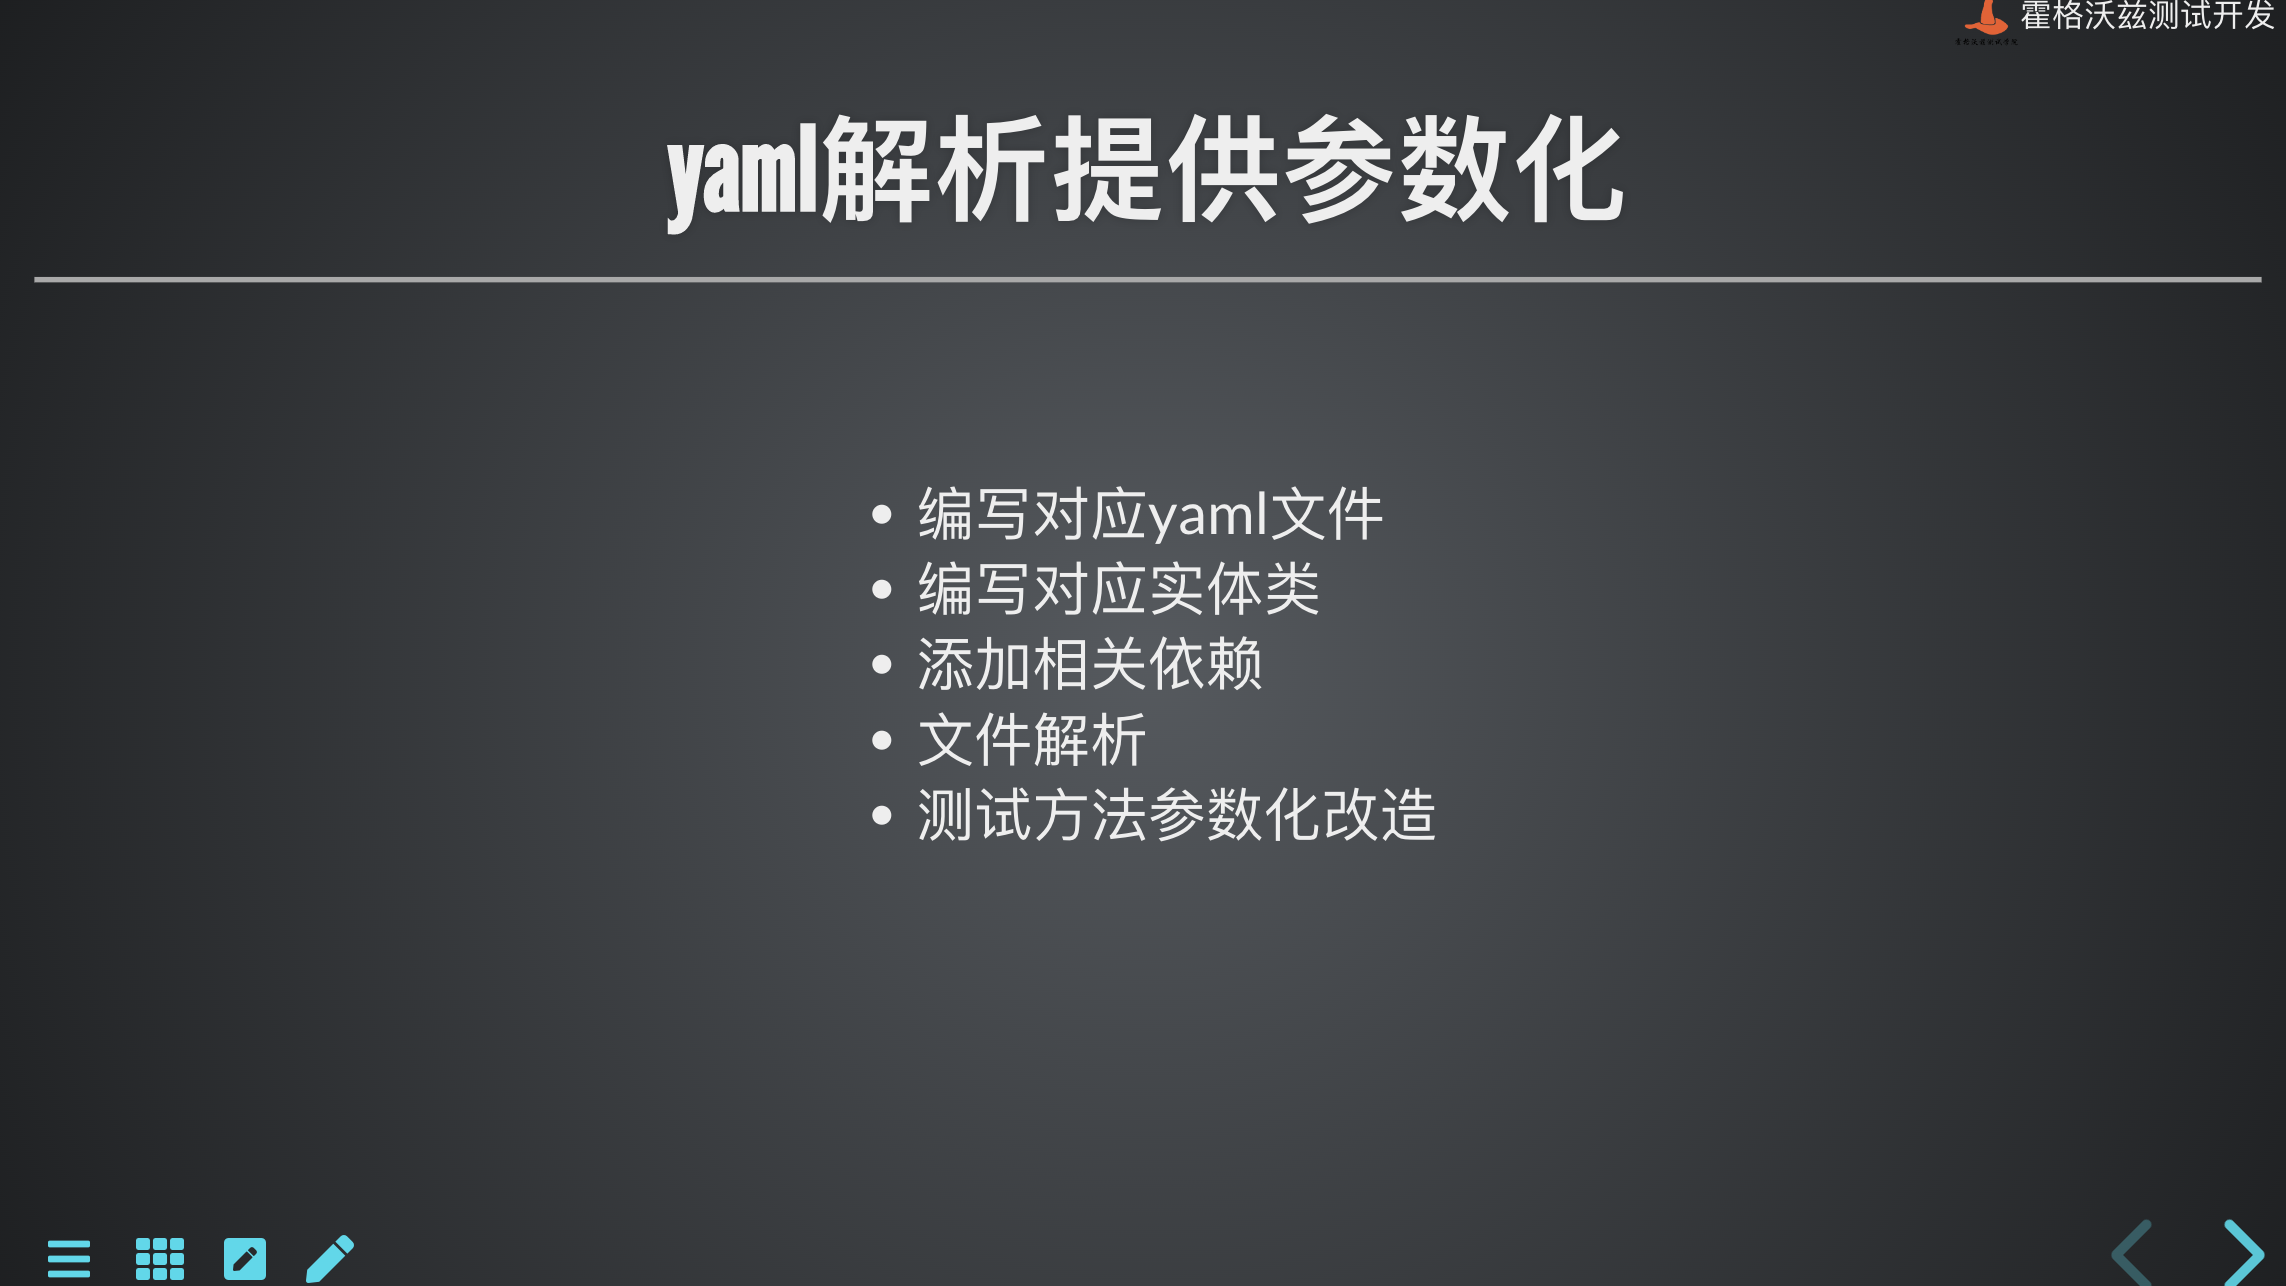 霍格沃兹测试开发
yaml解析提供参数化
编写对应yaml文件
编写对应实体类
添加相关依赖
文件解析
测试方法参数化改造